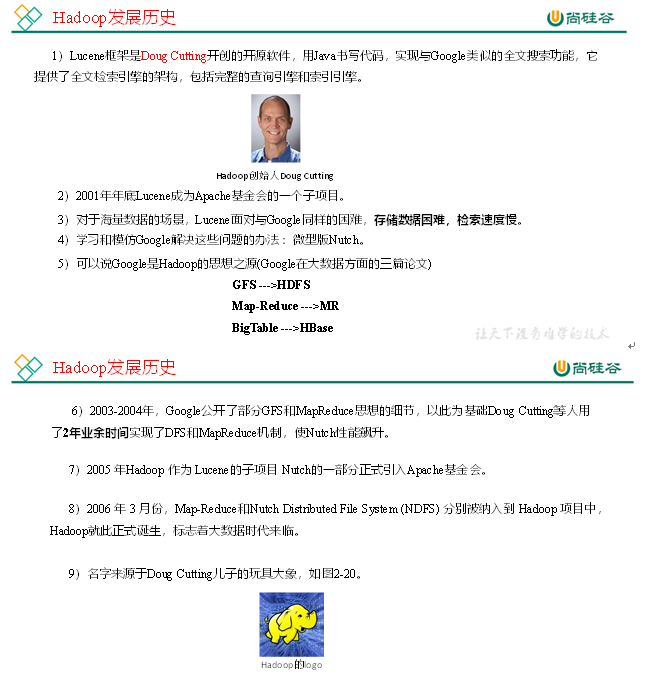 Hadoop发展历史
尚硅谷
1）Lucene框架是Doug Cutting开创的开源软件，用Java书写代码，实现与Google类似的全文搜索功能，它
提供了全文检索引擎的架构，包括完整的查询引擎和索引引擎。
Hadoop创始人Doug Cutting
2）2001年年底Lucene成为Apache基金会的一个子项目。
3）对于海量数据的场景，Lucene面对与Google同样的困难，存储数据困难，检索速度慢。
4）学习和模仿Google解决这些问题的办法 ：微型版Nutch。
5）可以说Google是Hadoop的思想之源(Google在大数据方面的三篇论文)
GFS --->HDFS
Map-Reduce --->MR
BigTable --->HBase
让天下没有难学的技术
Hadoop发展历史
尚硅谷
6）2003-2004年，Google公开了部分GFS和MapReduce思想的细节，以此为基础Doug Cutting等人用
了2年业余时间实现了DFS和MapReduce机制，使Nutch性能飙升。
7）2005 年Hadoop 作为 Lucene的子项目 Nutch的一部分正式引入Apache基金会。
8）2006 年 3 月份，Map-Reduce和Nutch Distributed File System (NDFS) 分别被纳入到 Hadoop 项目中，
Hadoop就此正式诞生，标志着大数据时代来临。
9）名字来源于Doug Cutting儿子的玩具大象，如图2-20。
Hadoop的logo